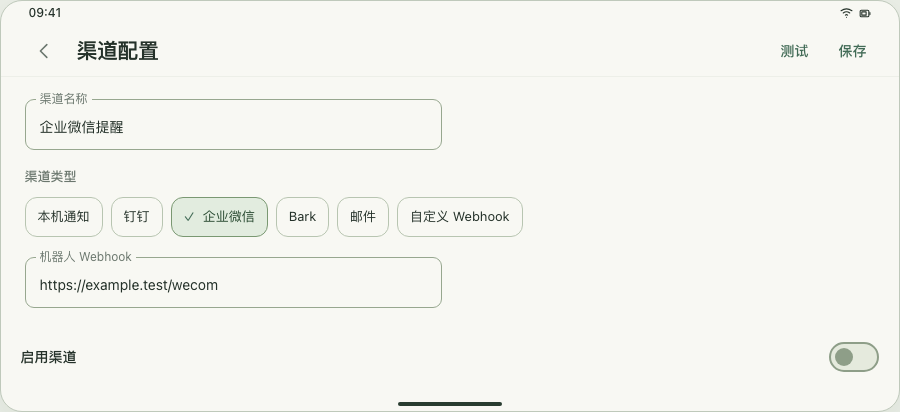 09:41
渠道配置
测试 保存
渠道名称
企业微信提醒
渠道类型
本机通知 钉钉 企业微信 Bark 邮件 自定义 Webhook
机器人 Webhook
https://example.test/wecom
启用渠道